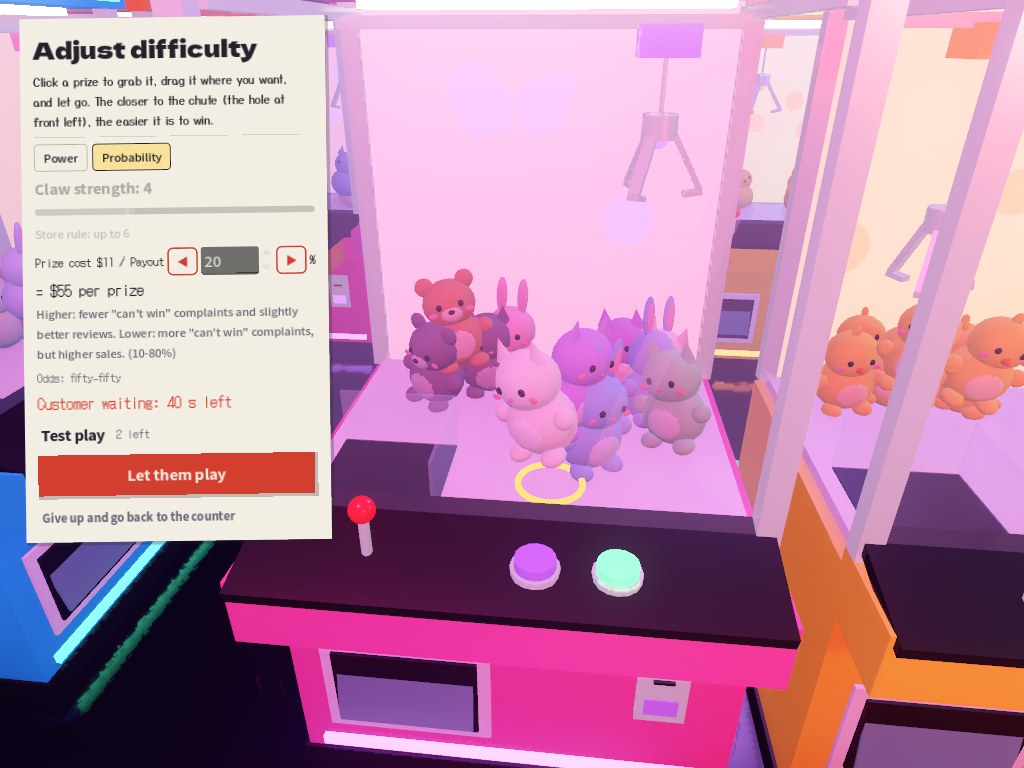 Adjust difficulty
Click a prize to grab it, drag it where you want,
and let go. The closer to the chute (the hole at
front left), the easier it is to win.
Power Probability
Claw strength: 4
Store rule: up to 6
Prize cost $11 / Payout 20 %
= $55 per prize
Higher: fewer "can't win" complaints and slightly
better reviews. Lower: more "can't win" complaints,
but higher sales. (10-80%)
Odds: fifty-fifty
Customer waiting: 40 s left
Test play 2 left
Let them play
Give up and go back to the counter